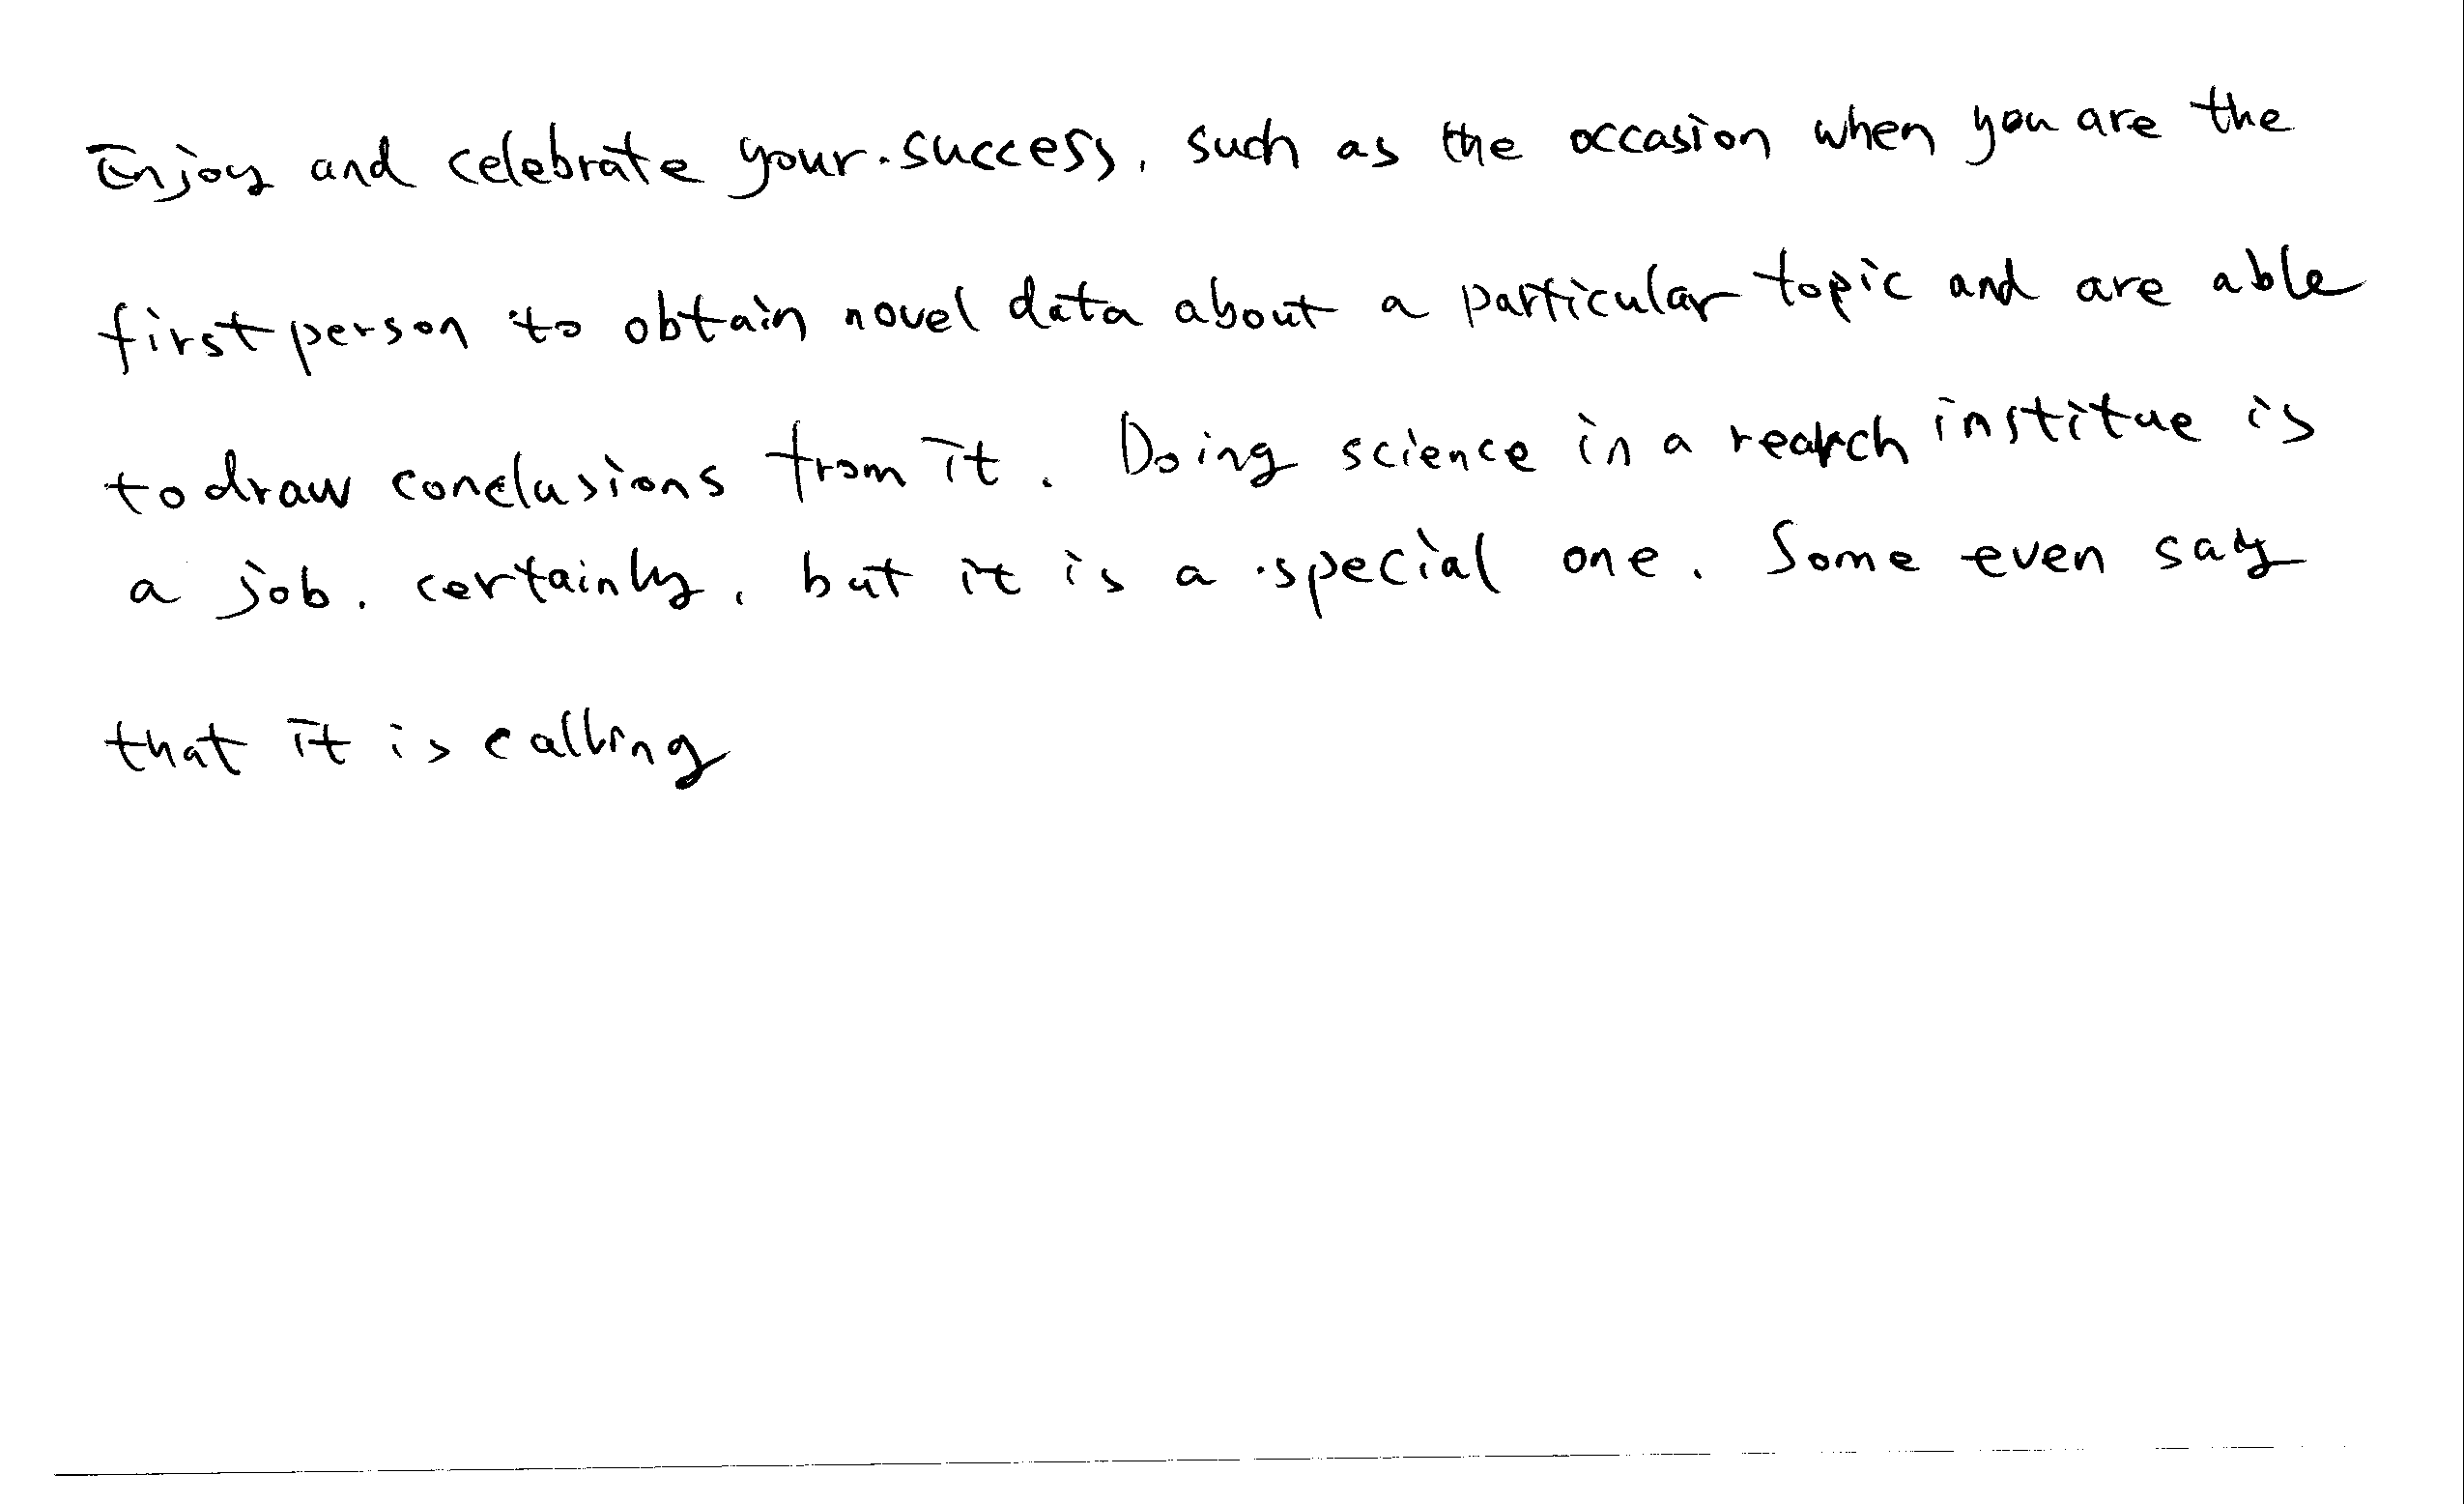 Enjoy and celebrate your success, such as the occasion when you are the
first person to obtain novel data about a particular topic and are able
to draw conclusions from it. Doing science in a rearch institue is
a job, certainly, but it is a special one. Some even say
that it is calling